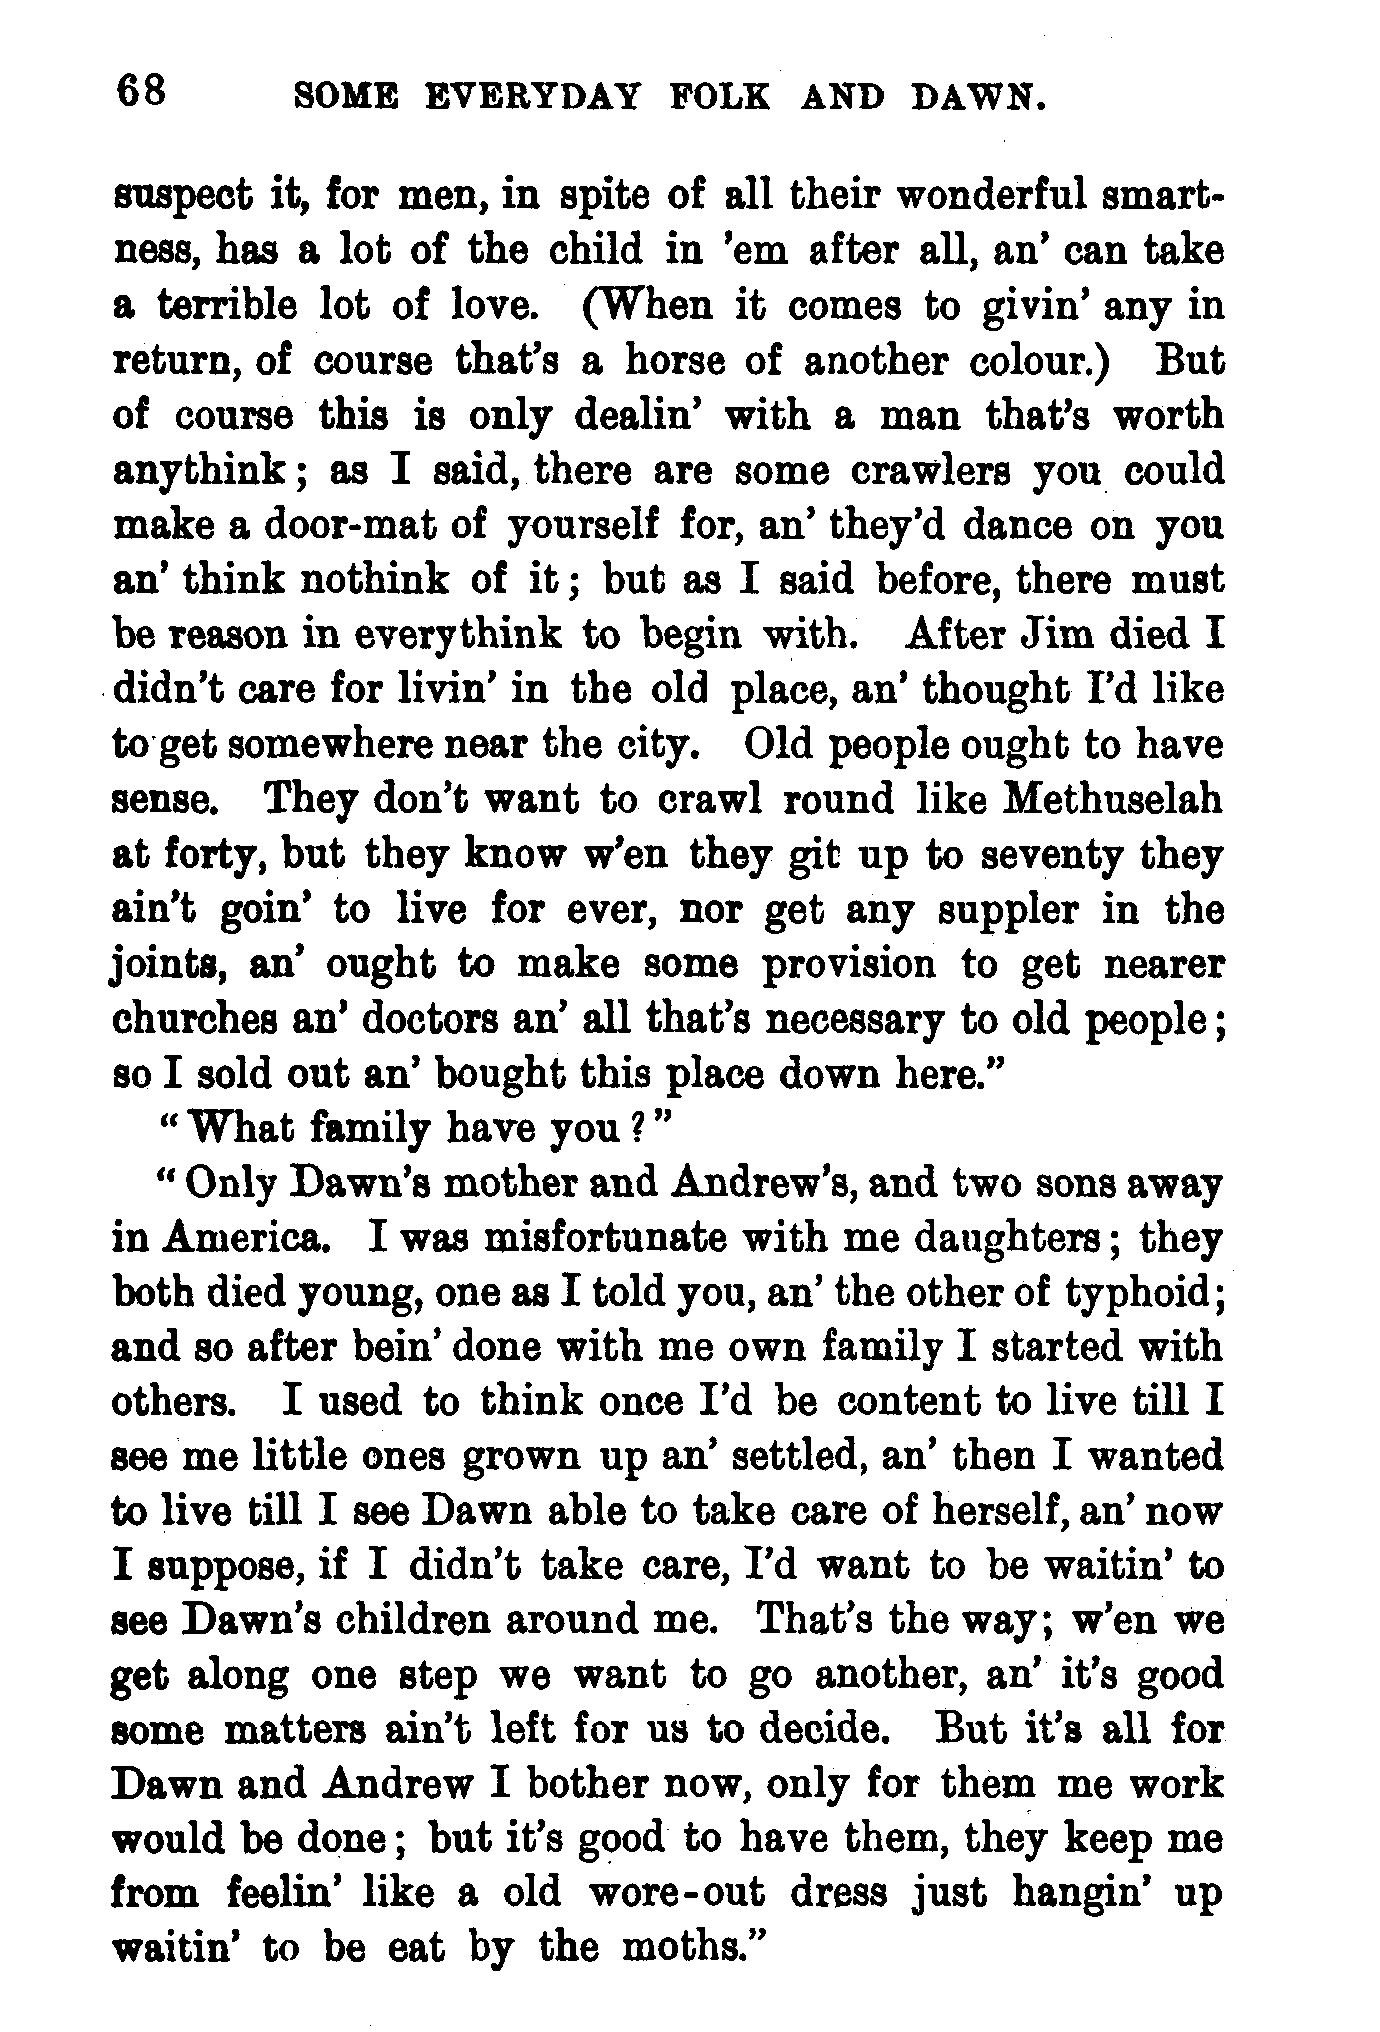 68 SOME EVERYDAY FOLK AND DAWN.
suspect it, for men, in spite of all their wonderful smart-
ness, has a lot of the child in 'em after all, an' can take
a terrible lot of love. (When it comes to givin' any in
return, of course that's a horse of another colour.) But
of course this is only dealin' with a man that's worth
anythink; as I said, there are some crawlers you could
make a door-mat of yourself for, an' they'd dance on you
an' think nothink of it; but as I said before, there must
be reason in everythink to begin with. After Jim died I
didn't care for livin' in the old place, an' thought I'd like
to get somewhere near the city. Old people ought to have
sense. They don't want to crawl round like Methuselah
at forty, but they know w'en they git up to seventy they
ain't goin' to live for ever, nor get any suppler in the
joints, an' ought to make some provision to get nearer
churches an' doctors an' all that's necessary to old people;
so I sold out an' bought this place down here."
"What family have you?"
"Only Dawn's mother and Andrew's, and two sons away
in America. I was misfortunate with me daughters; they
both died young, one as I told you, an' the other of typhoid;
and so after bein' done with me own family I started with
others. I used to think once I'd be content to live till I
see me little ones grown up an' settled, an' then I wanted
to live till I see Dawn able to take care of herself, an' now
I suppose, if I didn't take care, I'd want to be waitin' to
see Dawn's children around me. That's the way; w'en we
get along one step we want to go another, an' it's good
some matters ain't left for us to decide. But it's all for
Dawn and Andrew I bother now, only for them me work
would be done; but it's good to have them, they keep me
from feelin' like a old wore-out dress just hangin' up
waitin' to be eat by the moths."